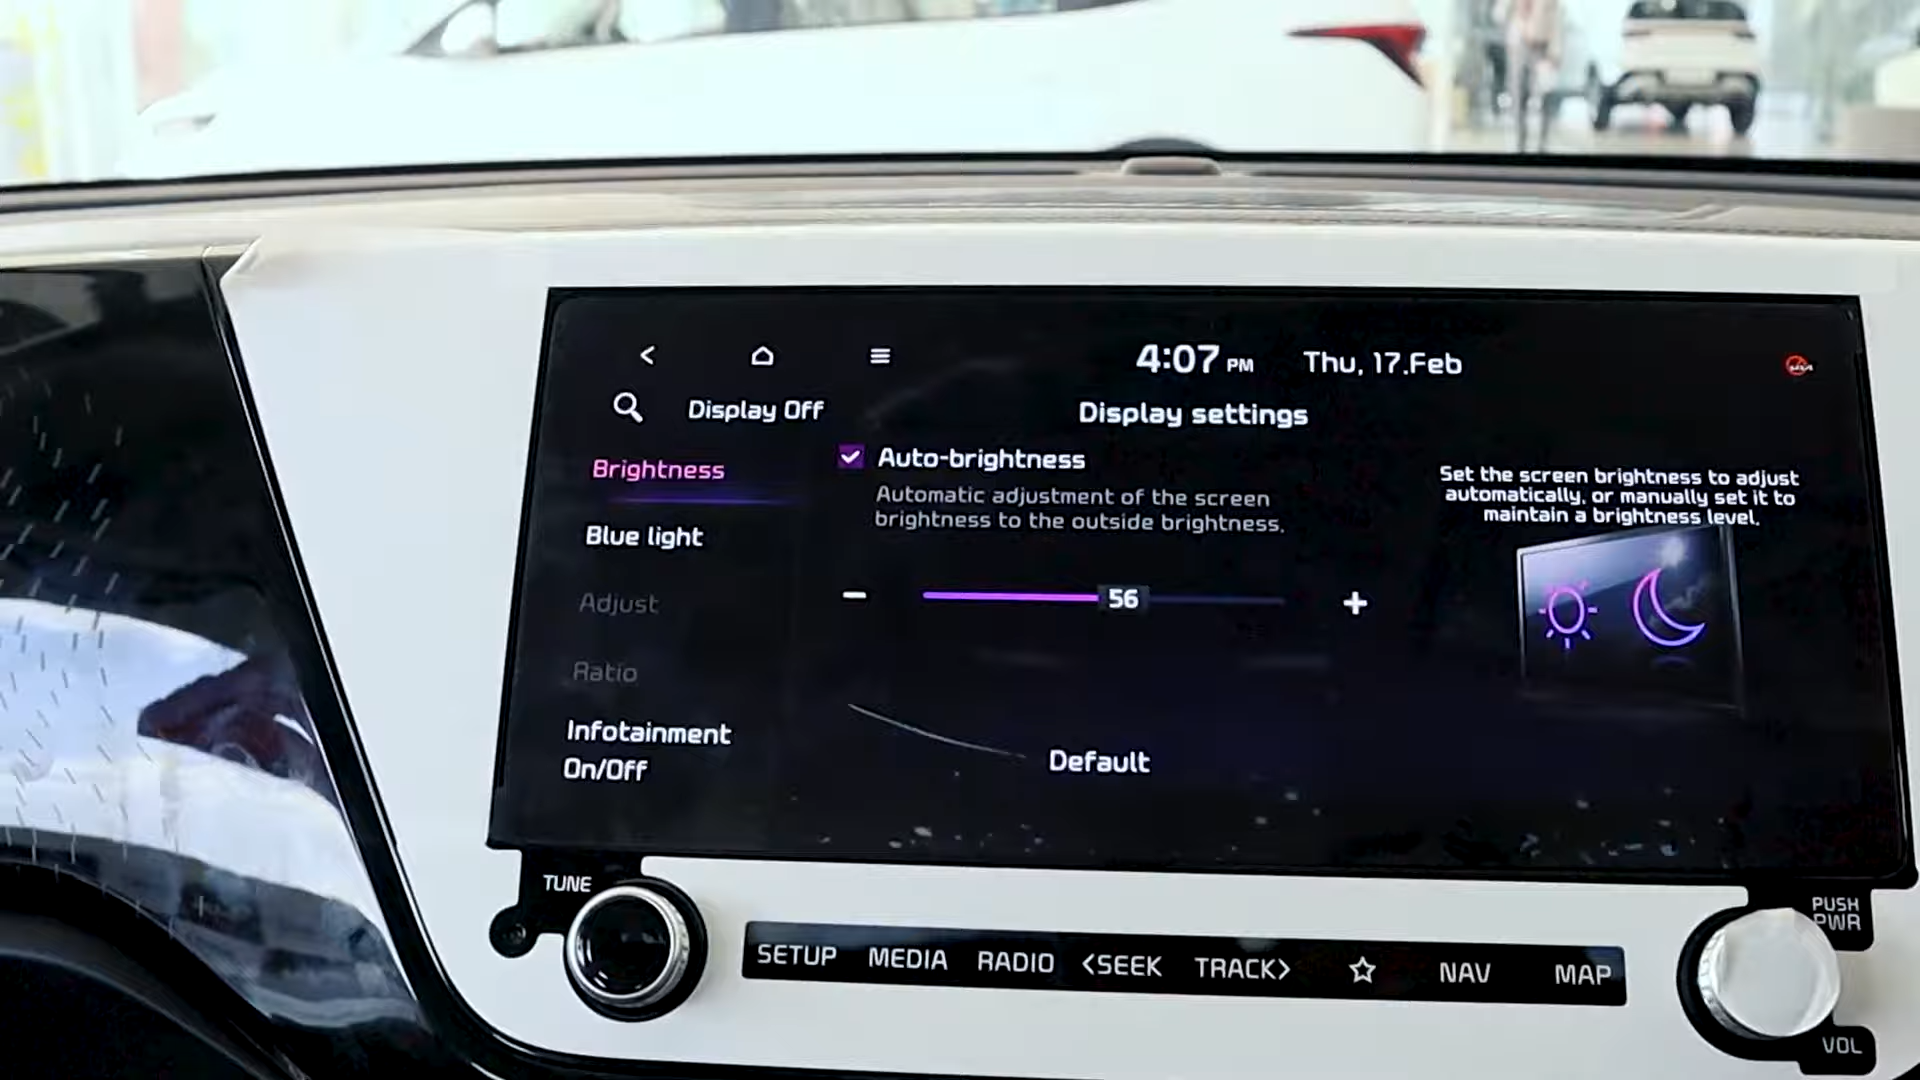 4:07 PM Thu, 17.Feb
Display Off
Display settings
Brightness
Blue light
Adjust
Ratio
Infotainment
On/Off
Auto-brightness
Automatic adjustment of the screen
brightness to the outside brightness.
56
Default
Set the screen brightness to adjust
automatically, or manually set it to
maintain a brightness level.
TUNE
SETUP MEDIA RADIO <SEEK TRACK> NAV MAP
PUSH
PWR
VOL